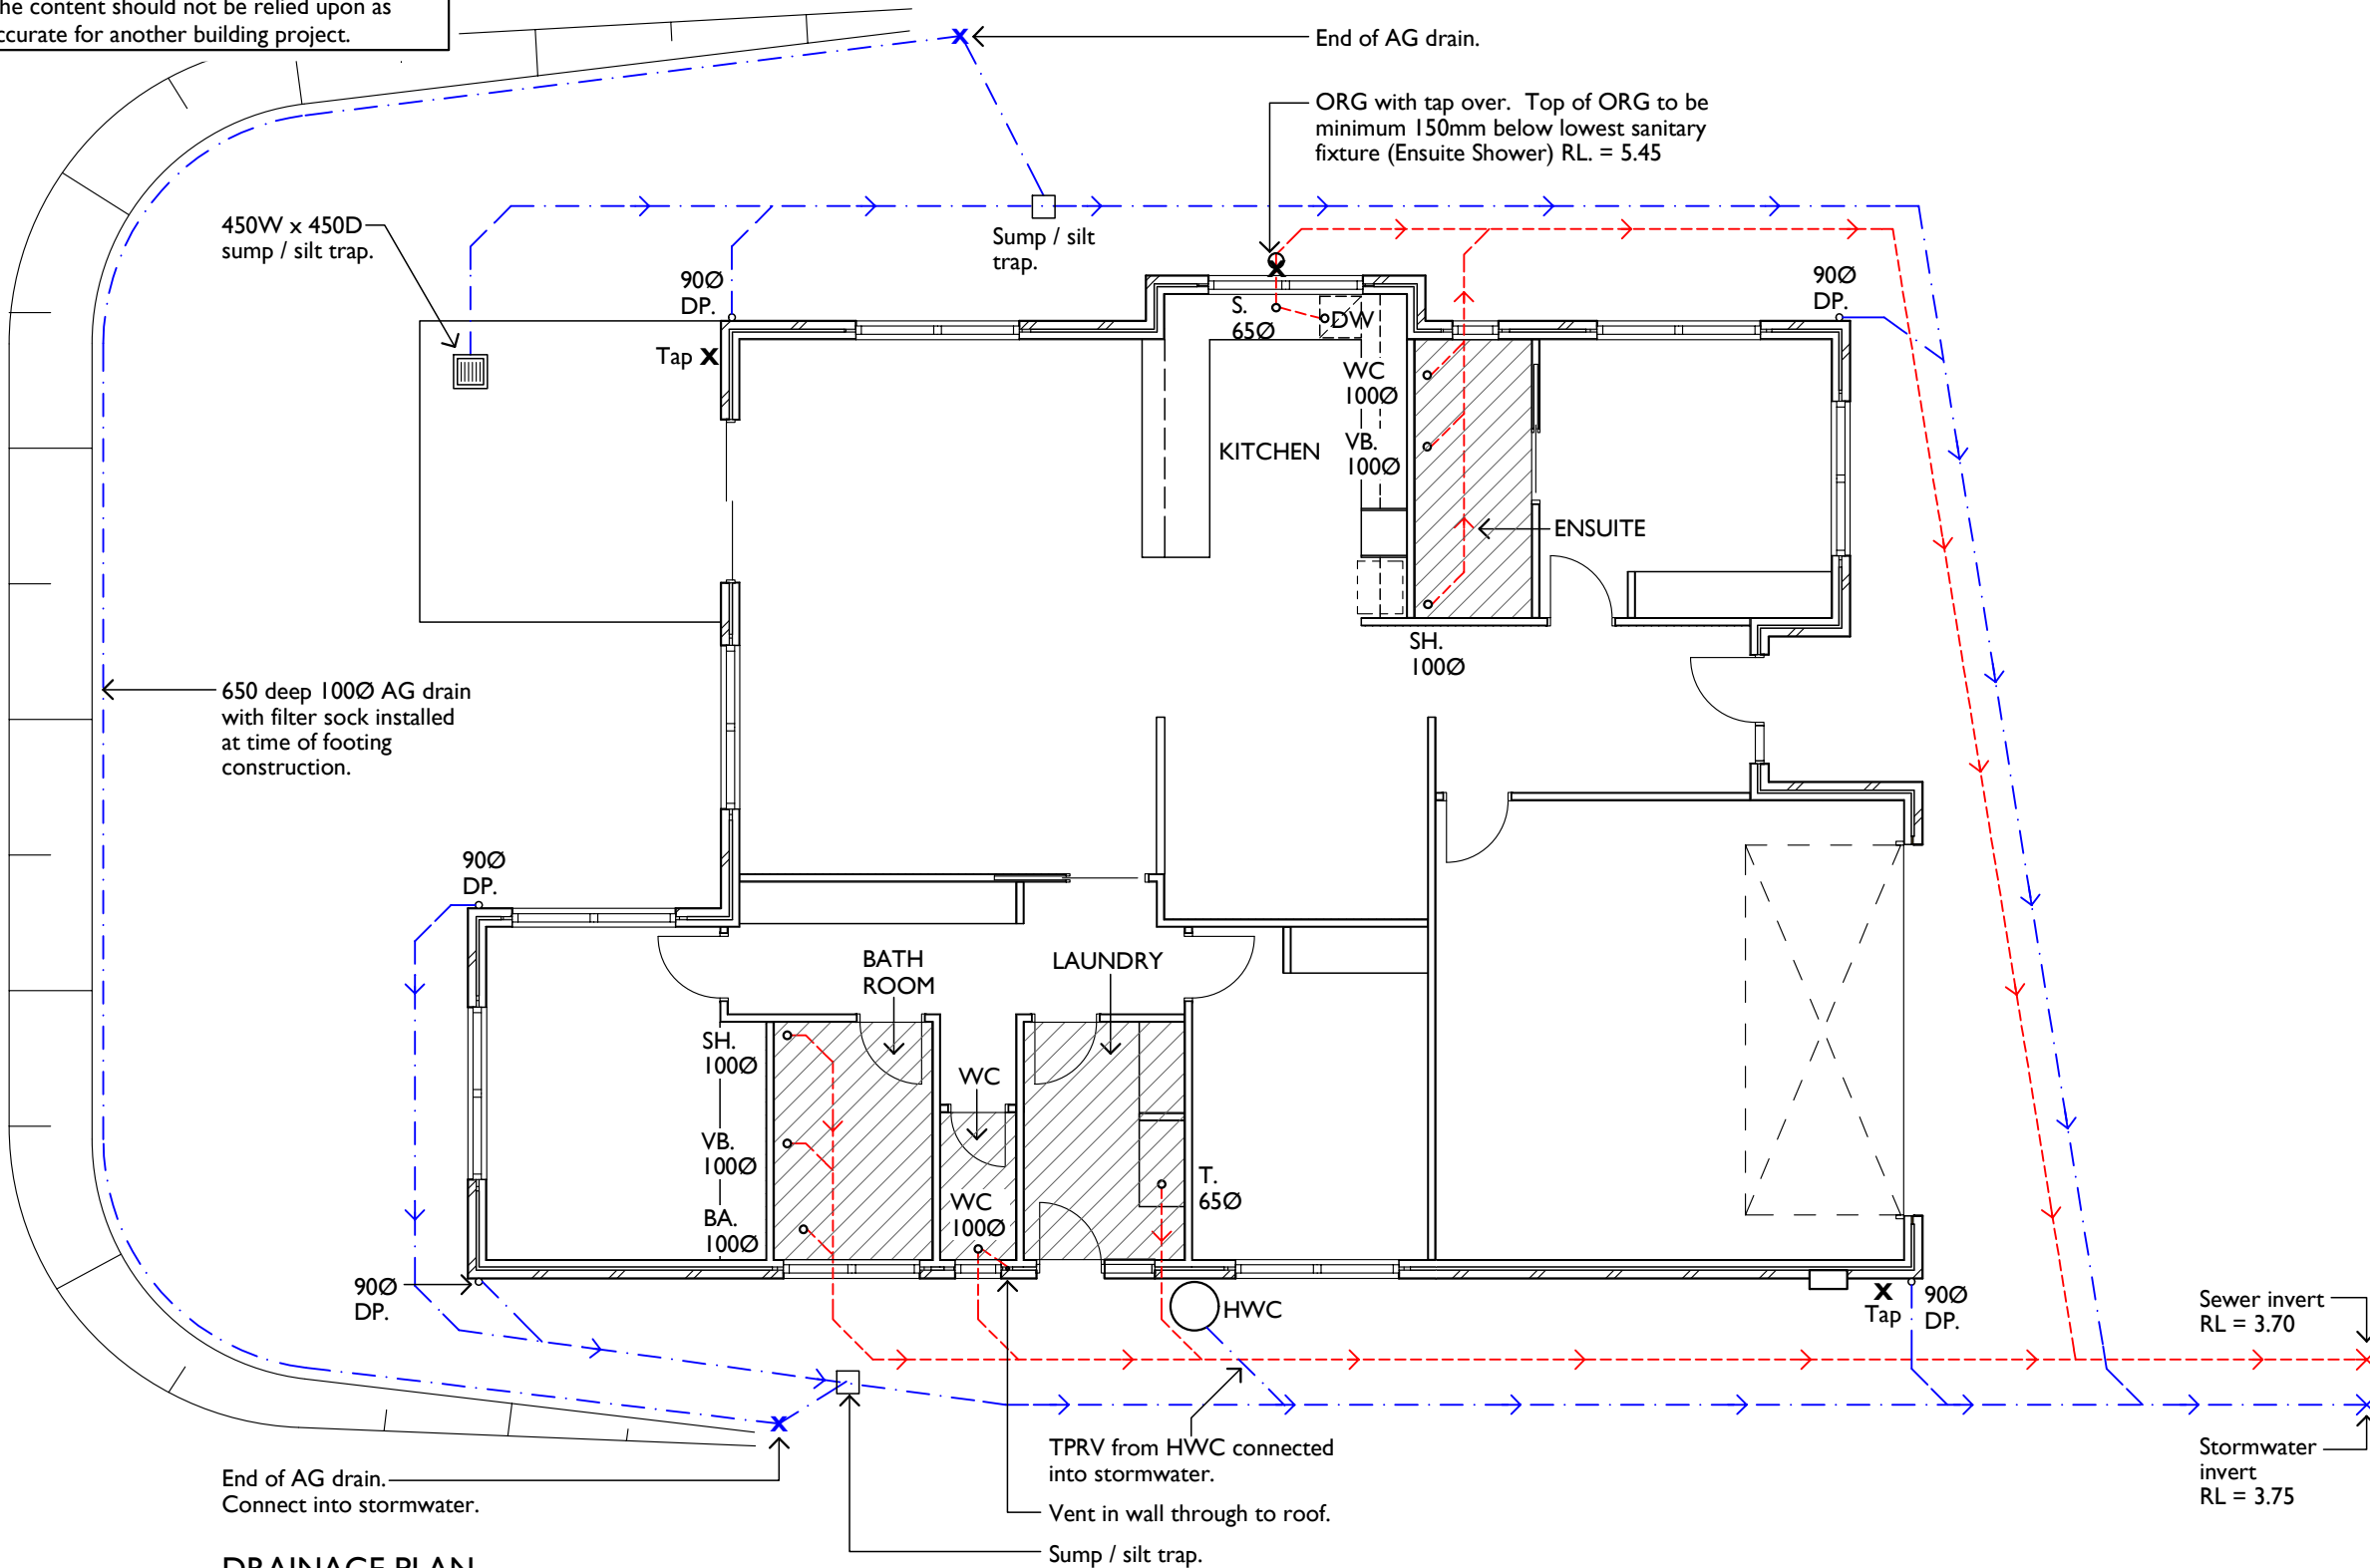 he content should not be relied upon as
ccurate for another building project.
End of AG drain.
ORG with tap over. Top of ORG to be
minimum 150mm below lowest sanitary
fixture (Ensuite Shower) RL. = 5.45
450W x 450D
sump / silt trap.
Sump / silt
trap.
90Ø
DP.
90Ø
DP.
S.
65Ø
DW
Tap X
WC
100Ø
KITCHEN
VB.
100Ø
ENSUITE
SH.
100Ø
650 deep 100Ø AG drain
with filter sock installed
at time of footing
construction.
90Ø
DP.
BATH
ROOM
LAUNDRY
SH.
100Ø
WC
VB.
100Ø
T.
65Ø
WC
100Ø
BA.
100Ø
90Ø
DP.
HWC
X
Tap
90Ø
DP.
Sewer invert
RL = 3.70
TPRV from HWC connected
into stormwater.
Stormwater
invert
RL = 3.75
End of AG drain.
Connect into stormwater.
Vent in wall through to roof.
Sump / silt trap.
DRAINAGE PLAN